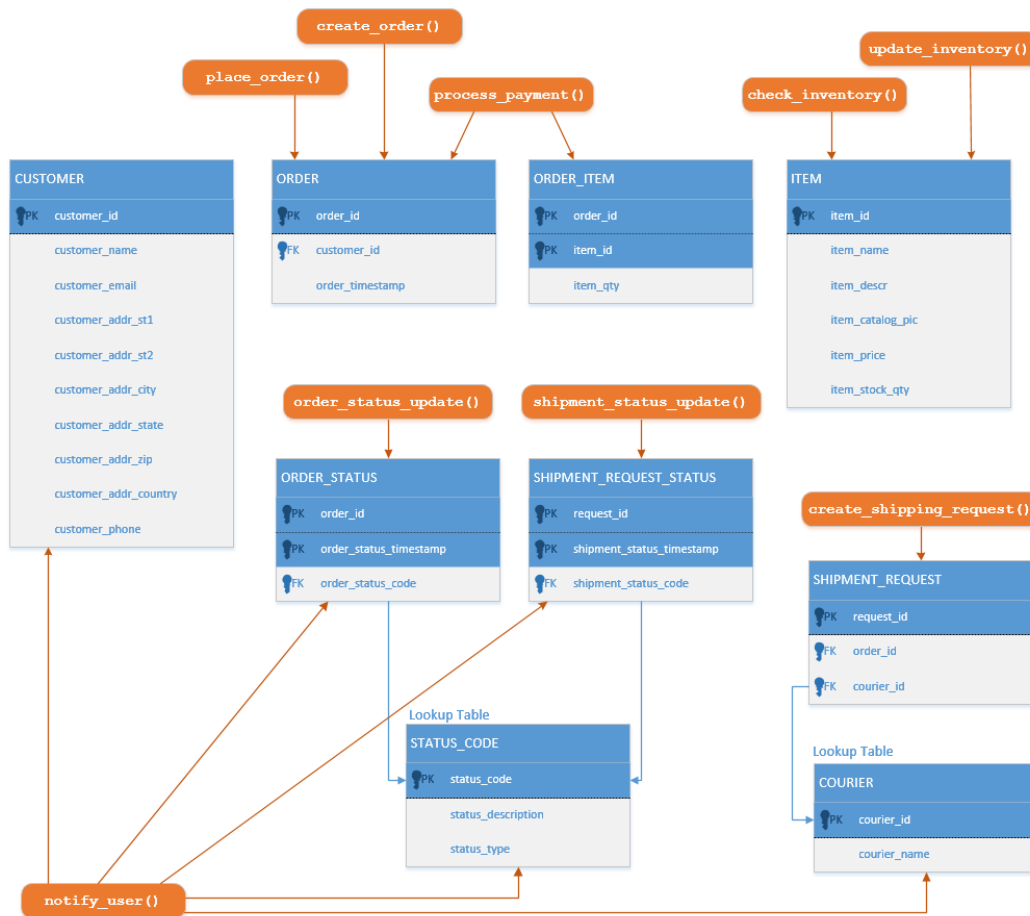 create_order()
update_inventory()
place_order()
process_payment()
check_inventory()
CUSTOMER
PK customer_id
customer_name
customer_email
customer_addr_st1
customer_addr_st2
customer_addr_city
customer_addr_state
customer_addr_zip
customer_addr_country
customer_phone
ORDER
PK order_id
FK customer_id
order_timestamp
ORDER_ITEM
PK order_id
PK item_id
item_qty
ITEM
PK item_id
item_name
item_descr
item_catalog_pic
item_price
item_stock_qty
order_status_update()
shipment_status_update()
ORDER_STATUS
PK order_id
PK order_status_timestamp
FK order_status_code
SHIPMENT_REQUEST_STATUS
PK request_id
PK shipment_status_timestamp
FK shipment_status_code
create_shipping_request()
SHIPMENT_REQUEST
PK request_id
FK order_id
FK courier_id
Lookup Table
STATUS_CODE
PK status_code
status_description
status_type
Lookup Table
COURIER
PK courier_id
courier_name
notify_user()